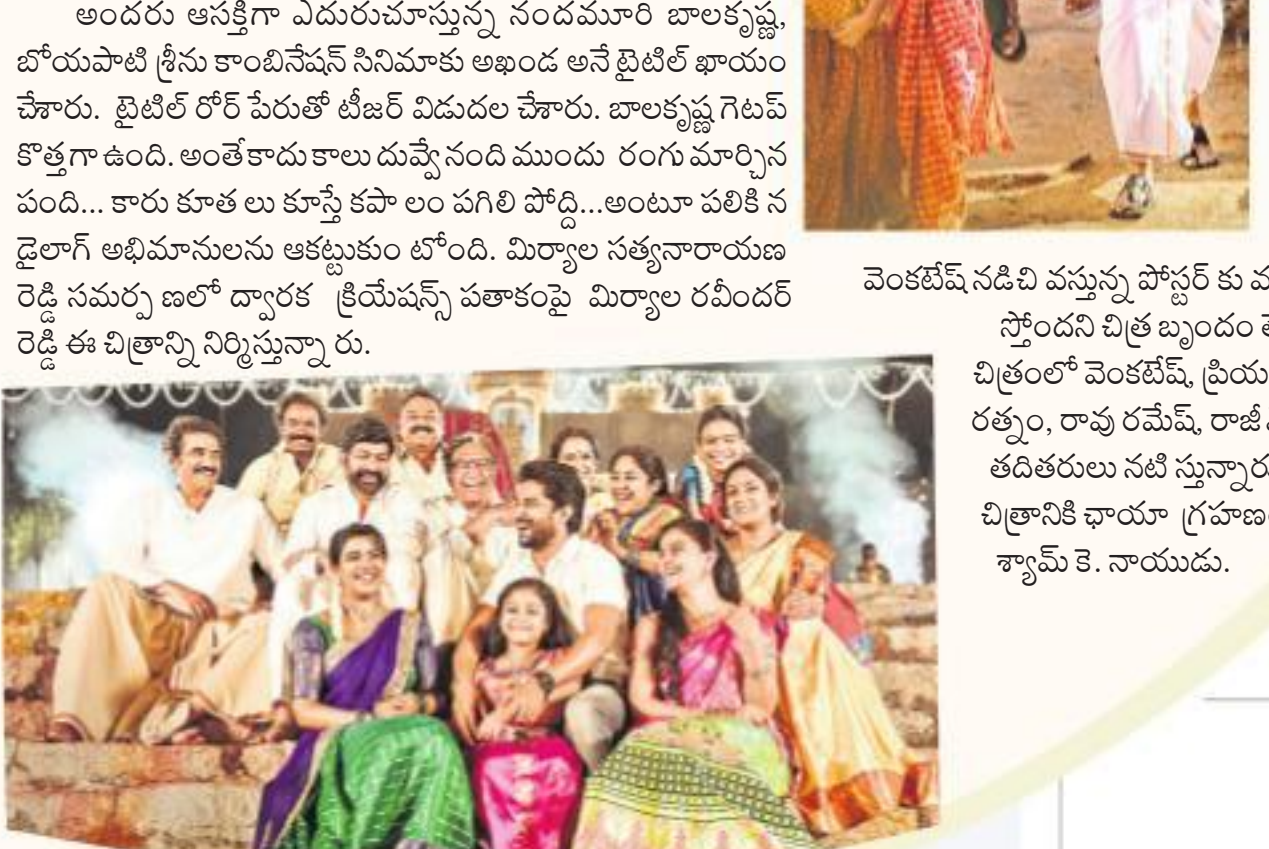 అందరు ఆసక్తిగా ఎదురుచూస్తున్న నందమూరి బాలకృష్ణ,
బోయపాటి శ్రీను కాంబినేషన్ సినిమాకు అఖండ అనే టైటిల్ ఖాయం
చేశారు. టైటిల్ రోర్ పేరుతో టీజర్ విడుదల చేశారు. బాలకృష్ణ గెటప్
కొత్తగా ఉంది. అంతేకాదు కాలు దువ్వే నంది ముందు రంగు మార్చిన
పంది... కారు కూత లు కూస్తే కపా లం పగిలి పోద్ది...అంటూ పలికి న
డైలాగ్ అభిమానులను ఆకట్టుకుం టోంది. మిర్యాల సత్యనారాయణ
రెడ్డి సమర్ప ణలో ద్వారక క్రియేషన్స్ పతాకంపై మిర్యాల రవీందర్
రెడ్డి ఈ చిత్రాన్ని నిర్మిస్తున్నా రు.
వెంకటేష్ నడిచి వస్తున్న పోస్టర్ కు
స్తోందని చిత్ర బృందం
చిత్రంలో వెంకటేష్, ప్రియ
రత్నం, రావు రమేష్,
తదితరులు నటి
చిత్రానికి ఛాయా
శ్యామ్ కె. నాయుడు.